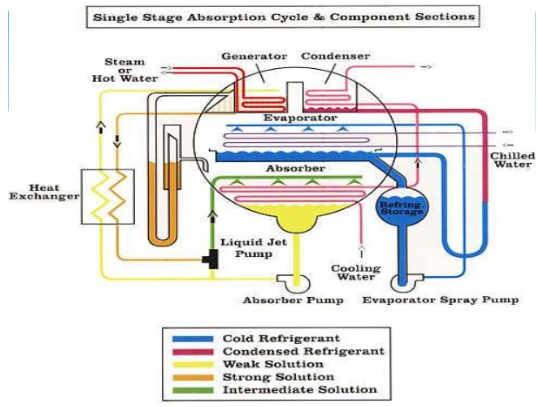 Single Stage Absorption Cycle & Component Sections
Steam
or
Hot Water
Generator
Condenser
Evaporator
Chilled
Water
Absorber
Heat
Exchanger
Refring.
Storage
Liquid Jet
Pump
Cooling
Water
Absorber Pump
Evaporator Spray Pump
Cold Refrigerant
Condensed Refrigerant
Weak Solution
Strong Solution
Intermediate Solution